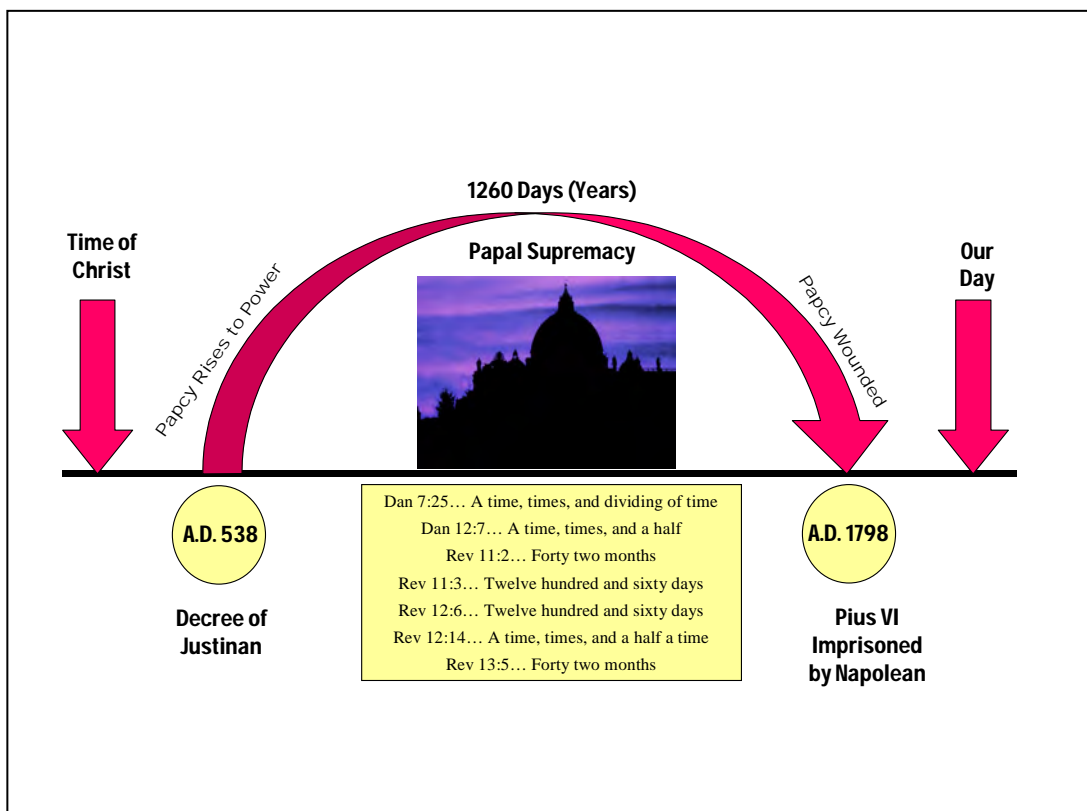 1260 Days (Years)
Time of
Christ
Papal Supremacy
Our
Day
Papcy Rises to Power
Papcy Wounded
A.D. 538
Decree of
Justinan
Dan 7:25… A time, times, and dividing of time
Dan 12:7… A time, times, and a half
Rev 11:2… Forty two months
Rev 11:3… Twelve hundred and sixty days
Rev 12:6… Twelve hundred and sixty days
Rev 12:14… A time, times, and a half a time
Rev 13:5… Forty two months
A.D. 1798
Pius VI
Imprisoned
by Napolean